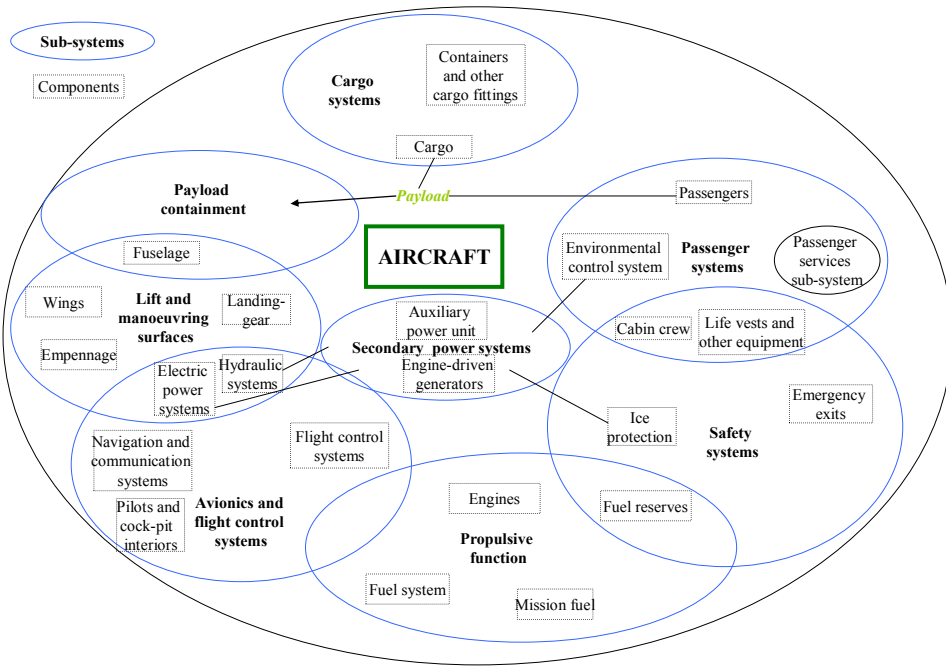 Sub-systems
Components
Cargo
systems
Containers
and other
cargo fittings
Cargo
Payload
containment
Payload
Passengers
Fuselage
AIRCRAFT
Environmental
control system
Passenger
systems
Passenger
services
sub-system
Wings
Lift and
manoeuvring
surfaces
Landing-
gear
Empennage
Auxiliary
power unit
Secondary power systems
Engine-driven
generators
Cabin crew
Life vests and
other equipment
Electric
power
systems
Hydraulic
systems
Emergency
exits
Ice
protection
Safety
systems
Navigation and
communication
systems
Flight control
systems
Pilots and
cock-pit
interiors
Avionics and
flight control
systems
Engines
Fuel reserves
Propulsive
function
Fuel system
Mission fuel